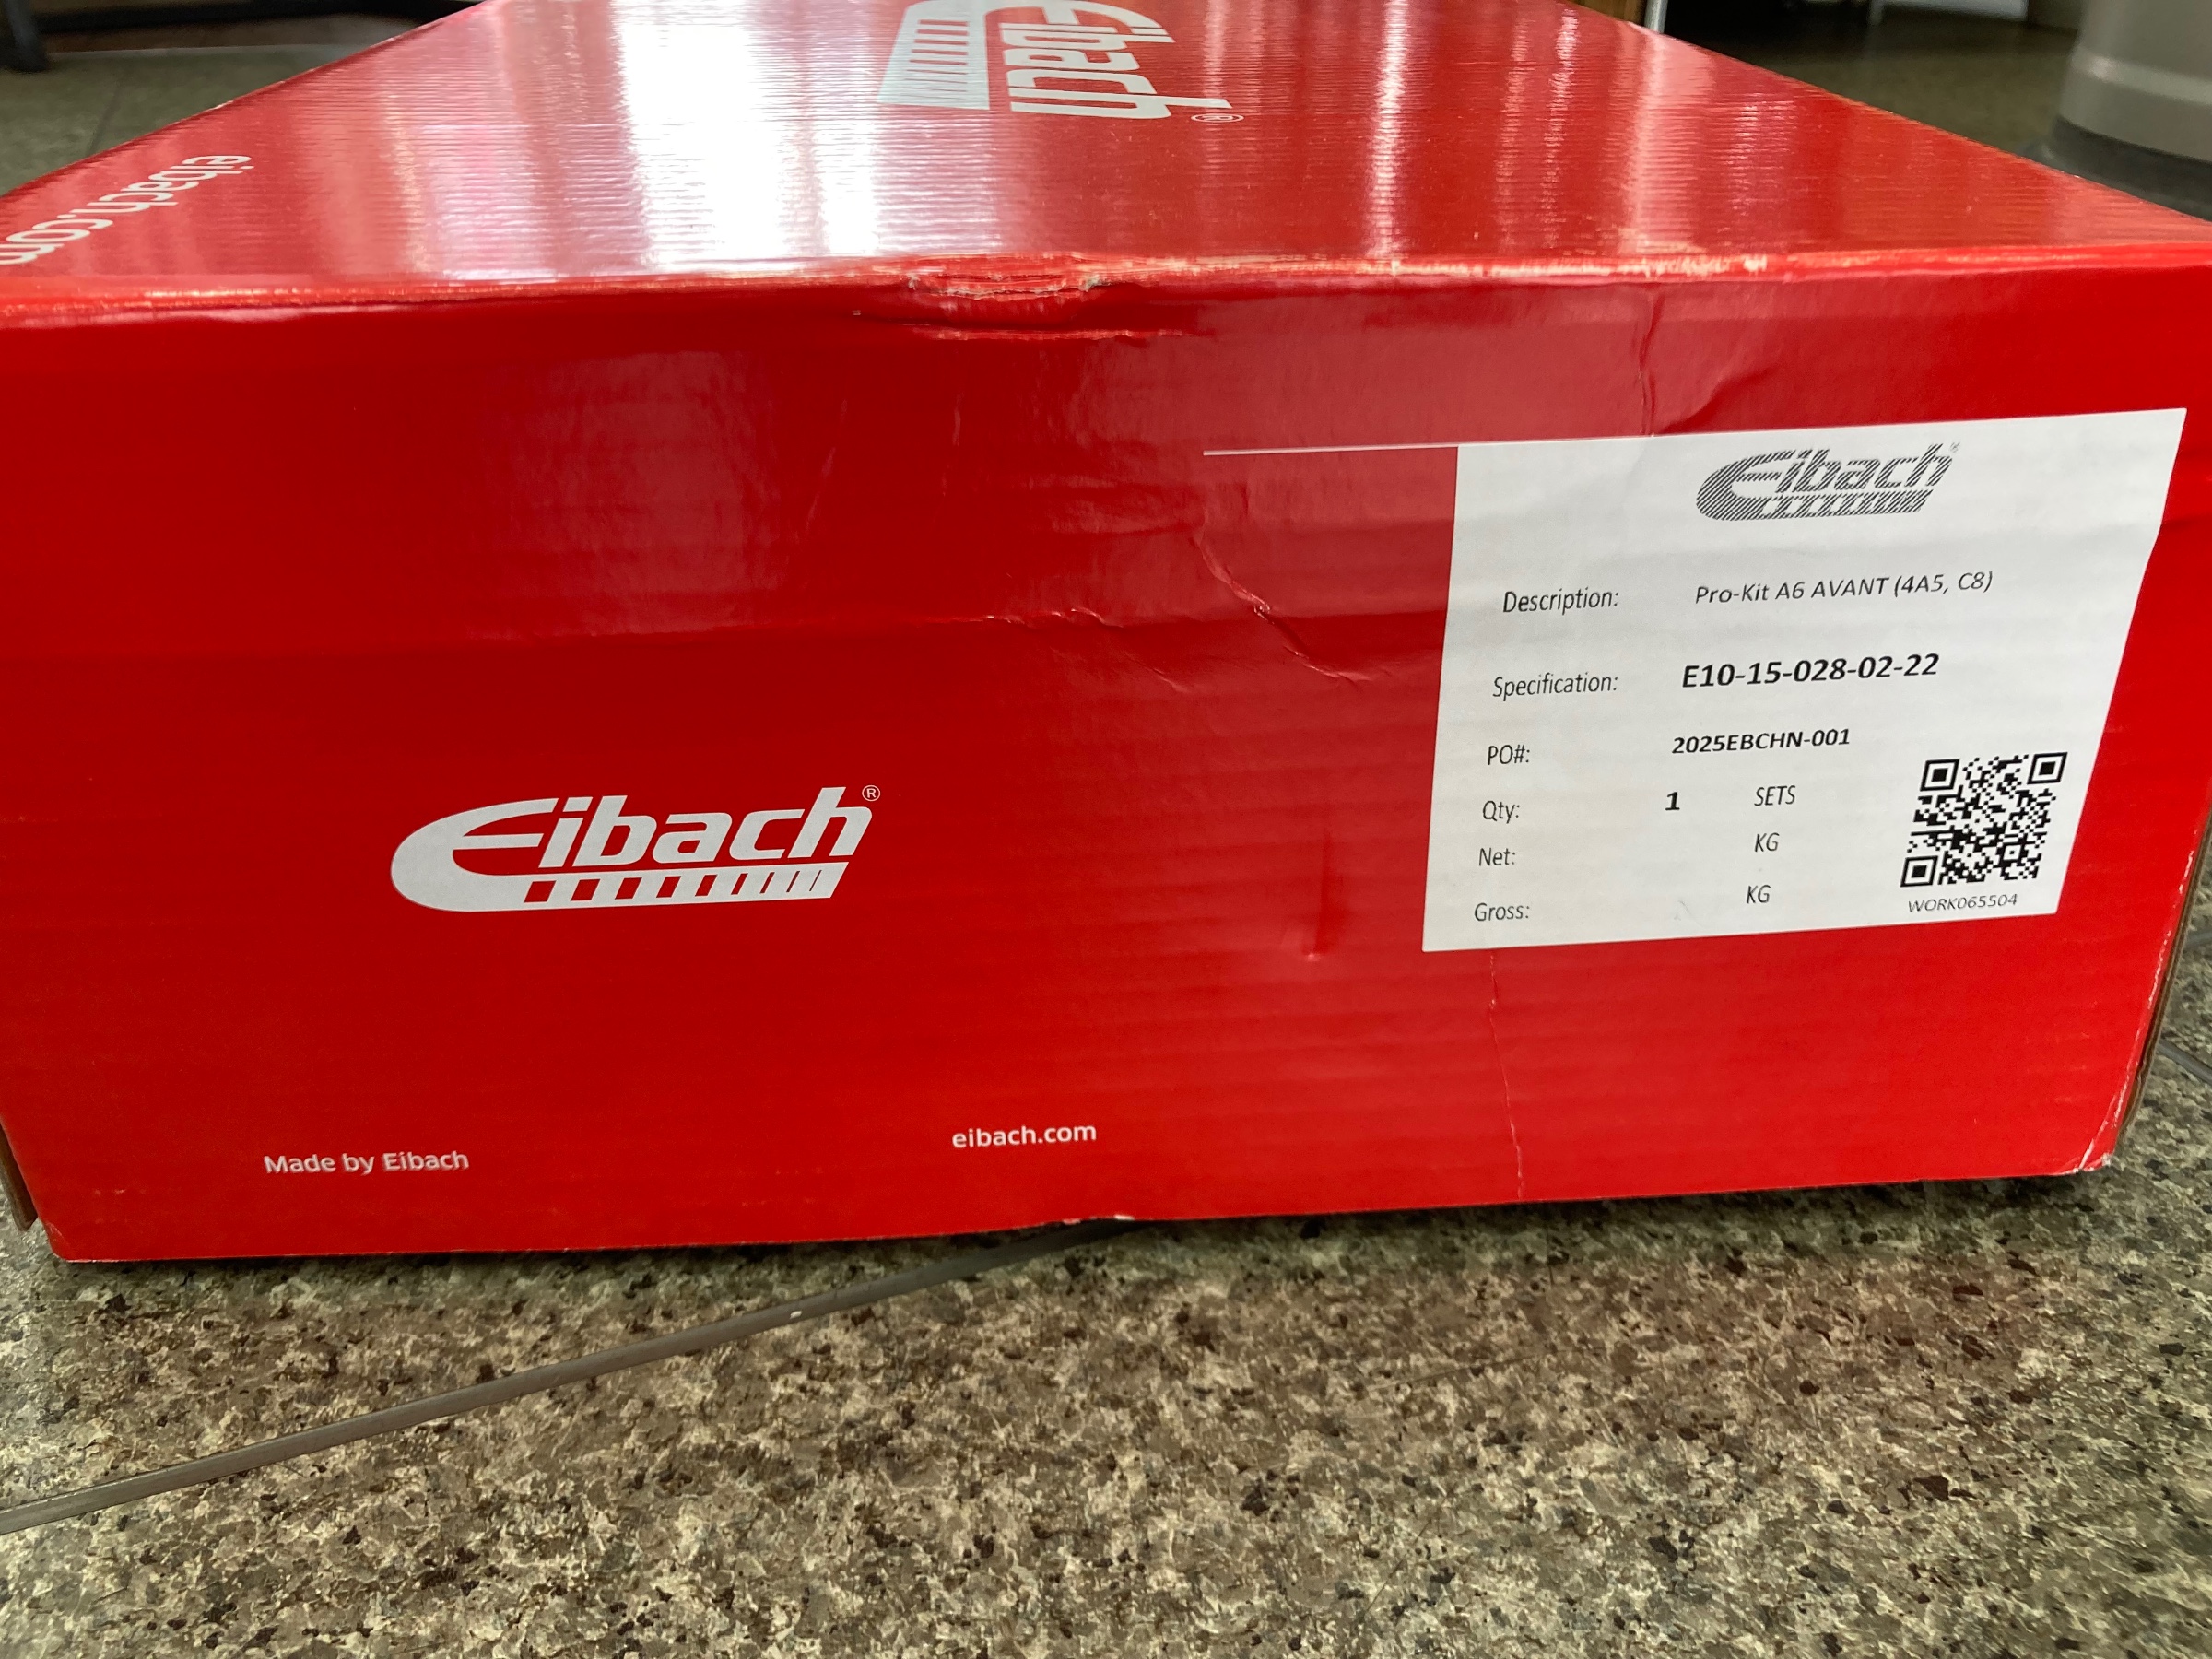 Eibach®
eibach.com
Eibach
Description: Pro-Kit A6 AVANT (4A5, C8)
Specification: E10-15-028-02-22
PO#: 2025EBCHN-001
Qty: 1 SETS
Net: KG
Gross: KG
WORK065504
Eibach®
Made by Eibach
eibach.com